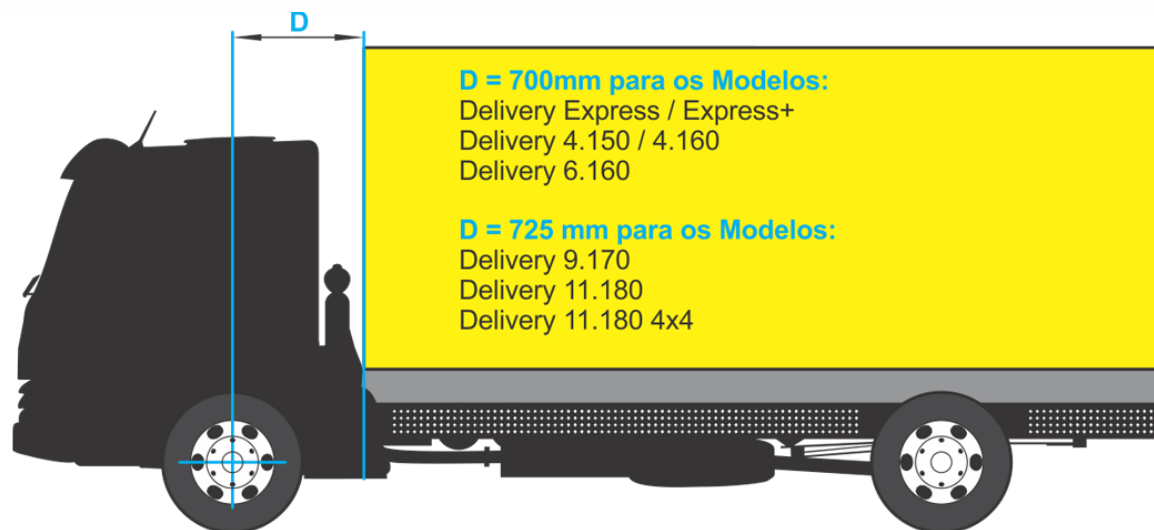 D
D = 700mm para os Modelos:
Delivery Express / Express+
Delivery 4.150 / 4.160
Delivery 6.160
D = 725 mm para os Modelos:
Delivery 9.170
Delivery 11.180
Delivery 11.180 4x4